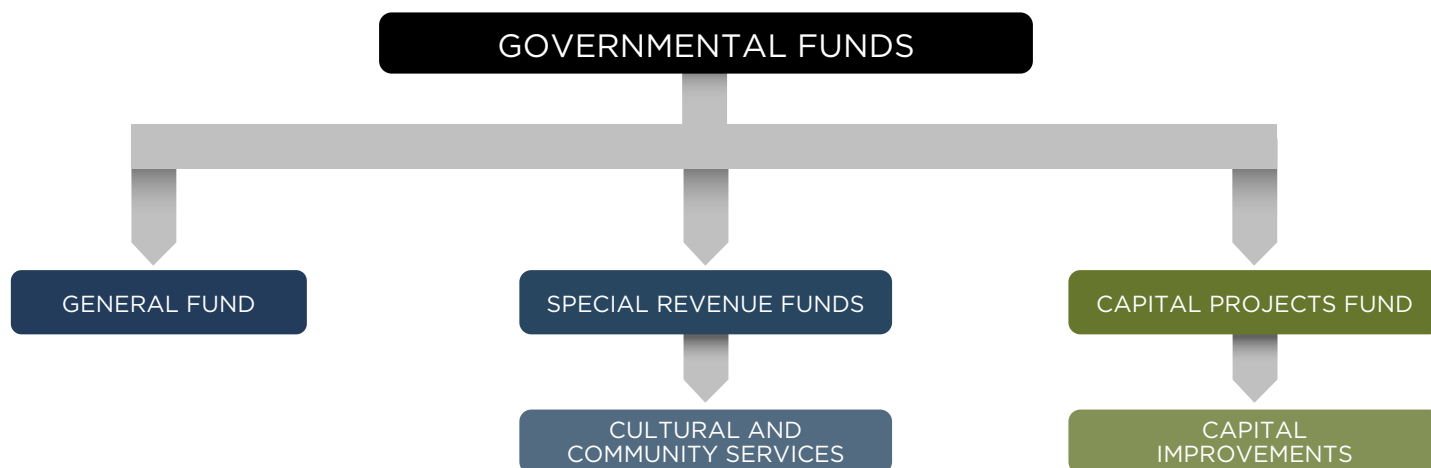 GOVERNMENTAL FUNDS
GENERAL FUND
SPECIAL REVENUE FUNDS
CAPITAL PROJECTS FUND
CULTURAL AND
COMMUNITY SERVICES
CAPITAL
IMPROVEMENTS